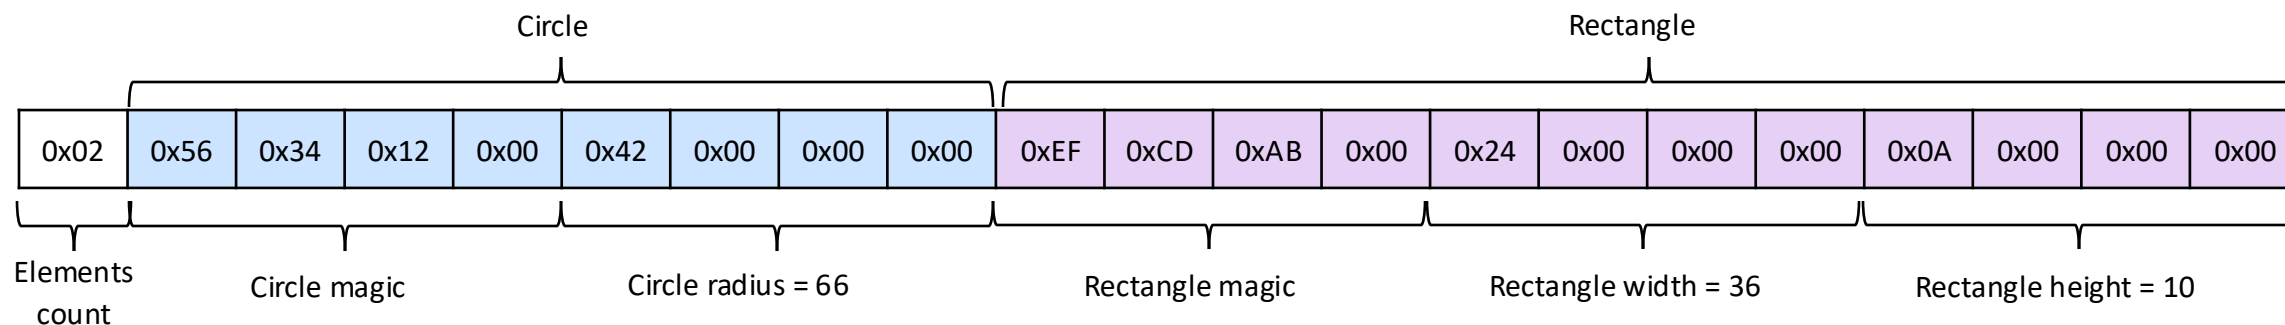 Circle
Rectangle
0x02 0x56 0x34 0x12 0x00 0x42 0x00 0x00 0x00 0xEF 0xCD 0xAB 0x00 0x24 0x00 0x00 0x00 0x0A 0x00 0x00 0x00
Elements
count
Circle magic
Circle radius = 66
Rectangle magic
Rectangle width = 36
Rectangle height = 10